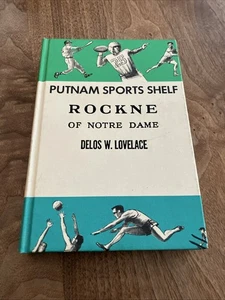 PUTNAM SPORTS SHELF
ROCKNE
OF NOTRE DAME
DELOS W. LOVELACE